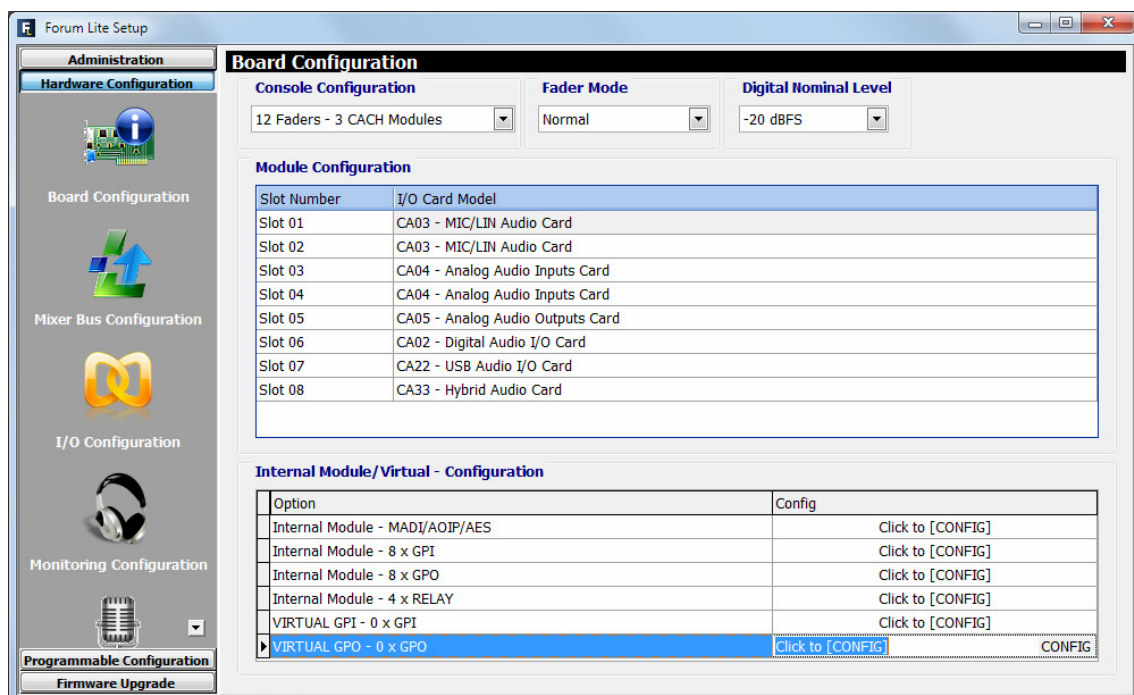 Forum Lite Setup
Administration
Hardware Configuration
Board Configuration
Mixer Bus Configuration
I/O Configuration
Monitoring Configuration
Programmable Configuration
Firmware Upgrade
Board Configuration
Console Configuration
12 Faders - 3 CACH Modules
Fader Mode
Normal
Digital Nominal Level
-20 dBFS
Module Configuration
Slot Number I/O Card Model
Slot 01 CA03 - MIC/LIN Audio Card
Slot 02 CA03 - MIC/LIN Audio Card
Slot 03 CA04 - Analog Audio Inputs Card
Slot 04 CA04 - Analog Audio Inputs Card
Slot 05 CA05 - Analog Audio Outputs Card
Slot 06 CA02 - Digital Audio I/O Card
Slot 07 CA22 - USB Audio I/O Card
Slot 08 CA33 - Hybrid Audio Card
Internal Module/Virtual - Configuration
Option Config
Internal Module - MADI/AOIP/AES Click to [CONFIG]
Internal Module - 8 x GPI Click to [CONFIG]
Internal Module - 8 x GPO Click to [CONFIG]
Internal Module - 4 x RELAY Click to [CONFIG]
VIRTUAL GPI - 0 x GPI Click to [CONFIG]
VIRTUAL GPO - 0 x GPO Click to [CONFIG] CONFIG